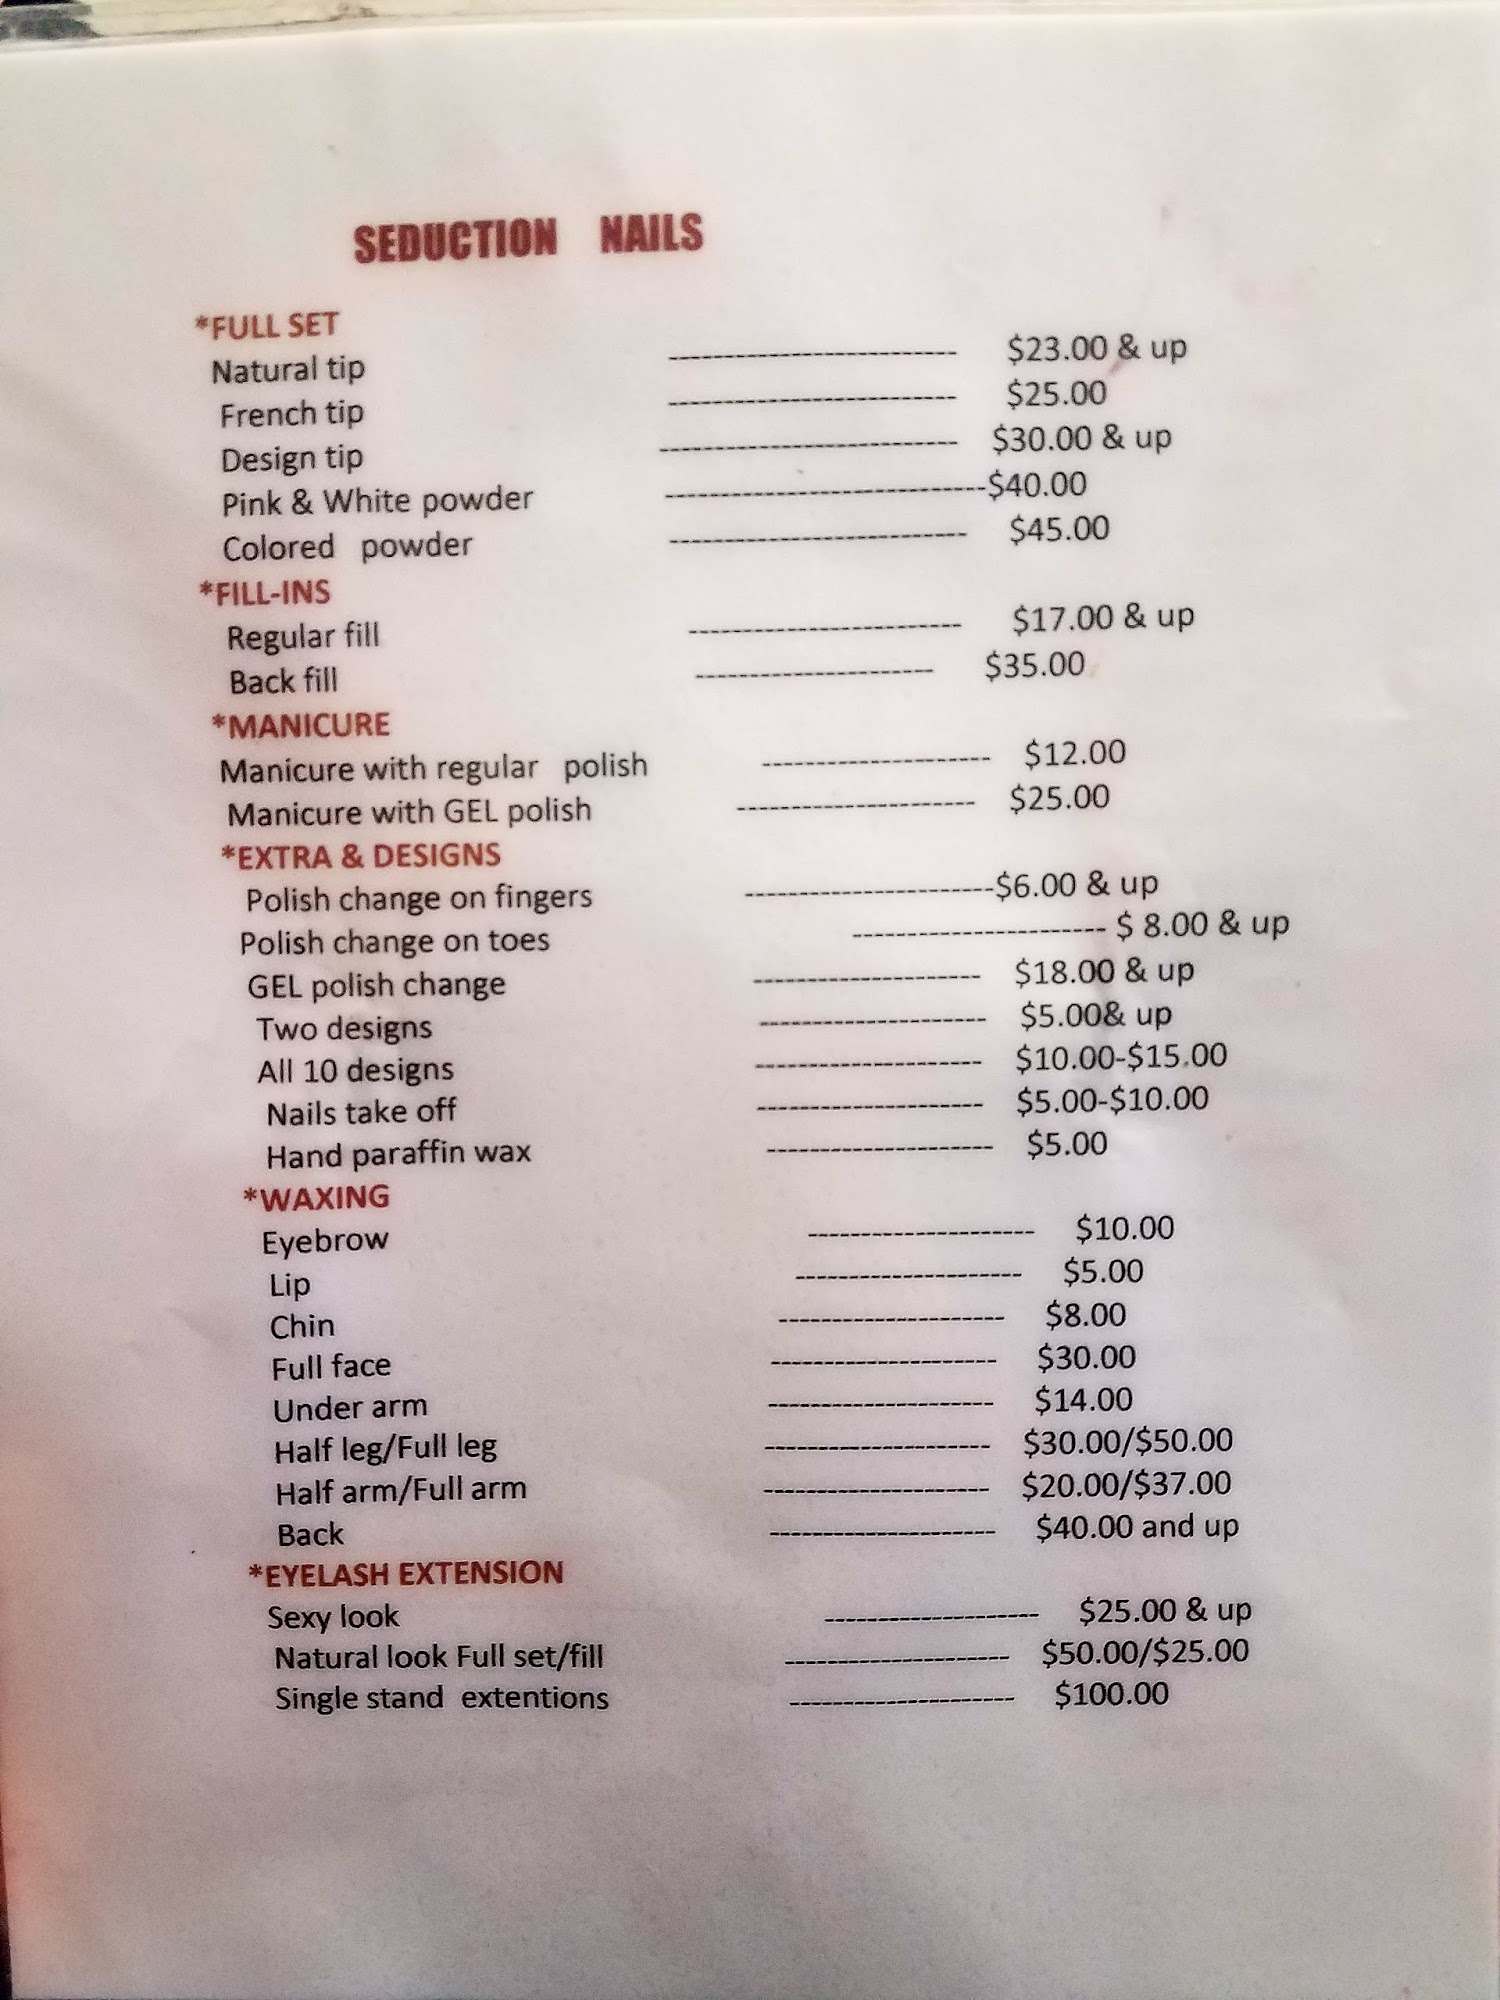 SEDUCTION NAILS
*FULL SET
Natural tip -------------------------------- $23.00 & up
French tip -------------------------------- $25.00
Design tip --------------------------------- $30.00 & up
Pink & White powder -----------------------------------$40.00
Colored powder --------------------------------- $45.00
*FILL-INS
Regular fill ------------------------------ $17.00 & up
Back fill -------------------------- $35.00
*MANICURE
Manicure with regular polish ------------------------- $12.00
Manicure with GEL polish -------------------------- $25.00
*EXTRA & DESIGNS
Polish change on fingers ---------------------------$6.00 & up
Polish change on toes ---------------------------- $ 8.00 & up
GEL polish change ------------------------- $18.00 & up
Two designs ------------------------- $5.00& up
All 10 designs ------------------------- $10.00-$15.00
Nails take off ------------------------- $5.00-$10.00
Hand paraffin wax ------------------------- $5.00
*WAXING
Eyebrow ------------------------- $10.00
Lip ------------------------- $5.00
Chin ------------------------- $8.00
Full face ------------------------- $30.00
Under arm ------------------------- $14.00
Half leg/Full leg ------------------------- $30.00/$50.00
Half arm/Full arm ------------------------- $20.00/$37.00
Back ------------------------- $40.00 and up
*EYELASH EXTENSION
Sexy look ------------------------ $25.00 & up
Natural look Full set/fill ------------------------- $50.00/$25.00
Single stand extentions ------------------------- $100.00